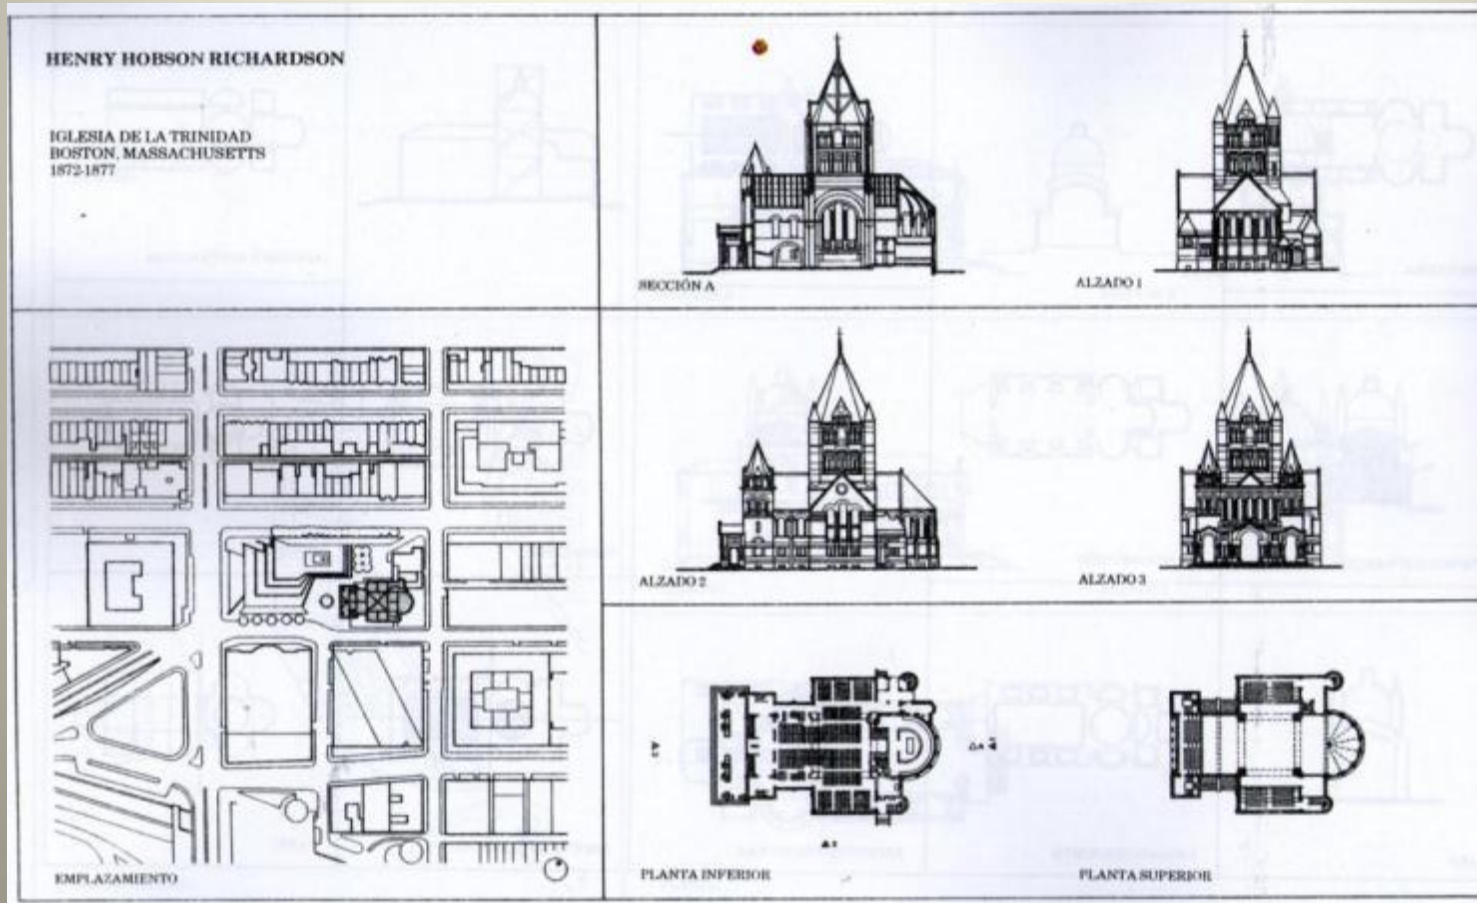 HENRY HOBSON RICHARDSON
IGLESIA DE LA TRINIDAD
BOSTON, MASSACHUSETTS
1872-1877
SECCIÓN A
ALZADO 1
ALZADO 2
ALZADO 3
EMPLAZAMIENTO
PLANTA INFERIOR
PLANTA SUPERIOR